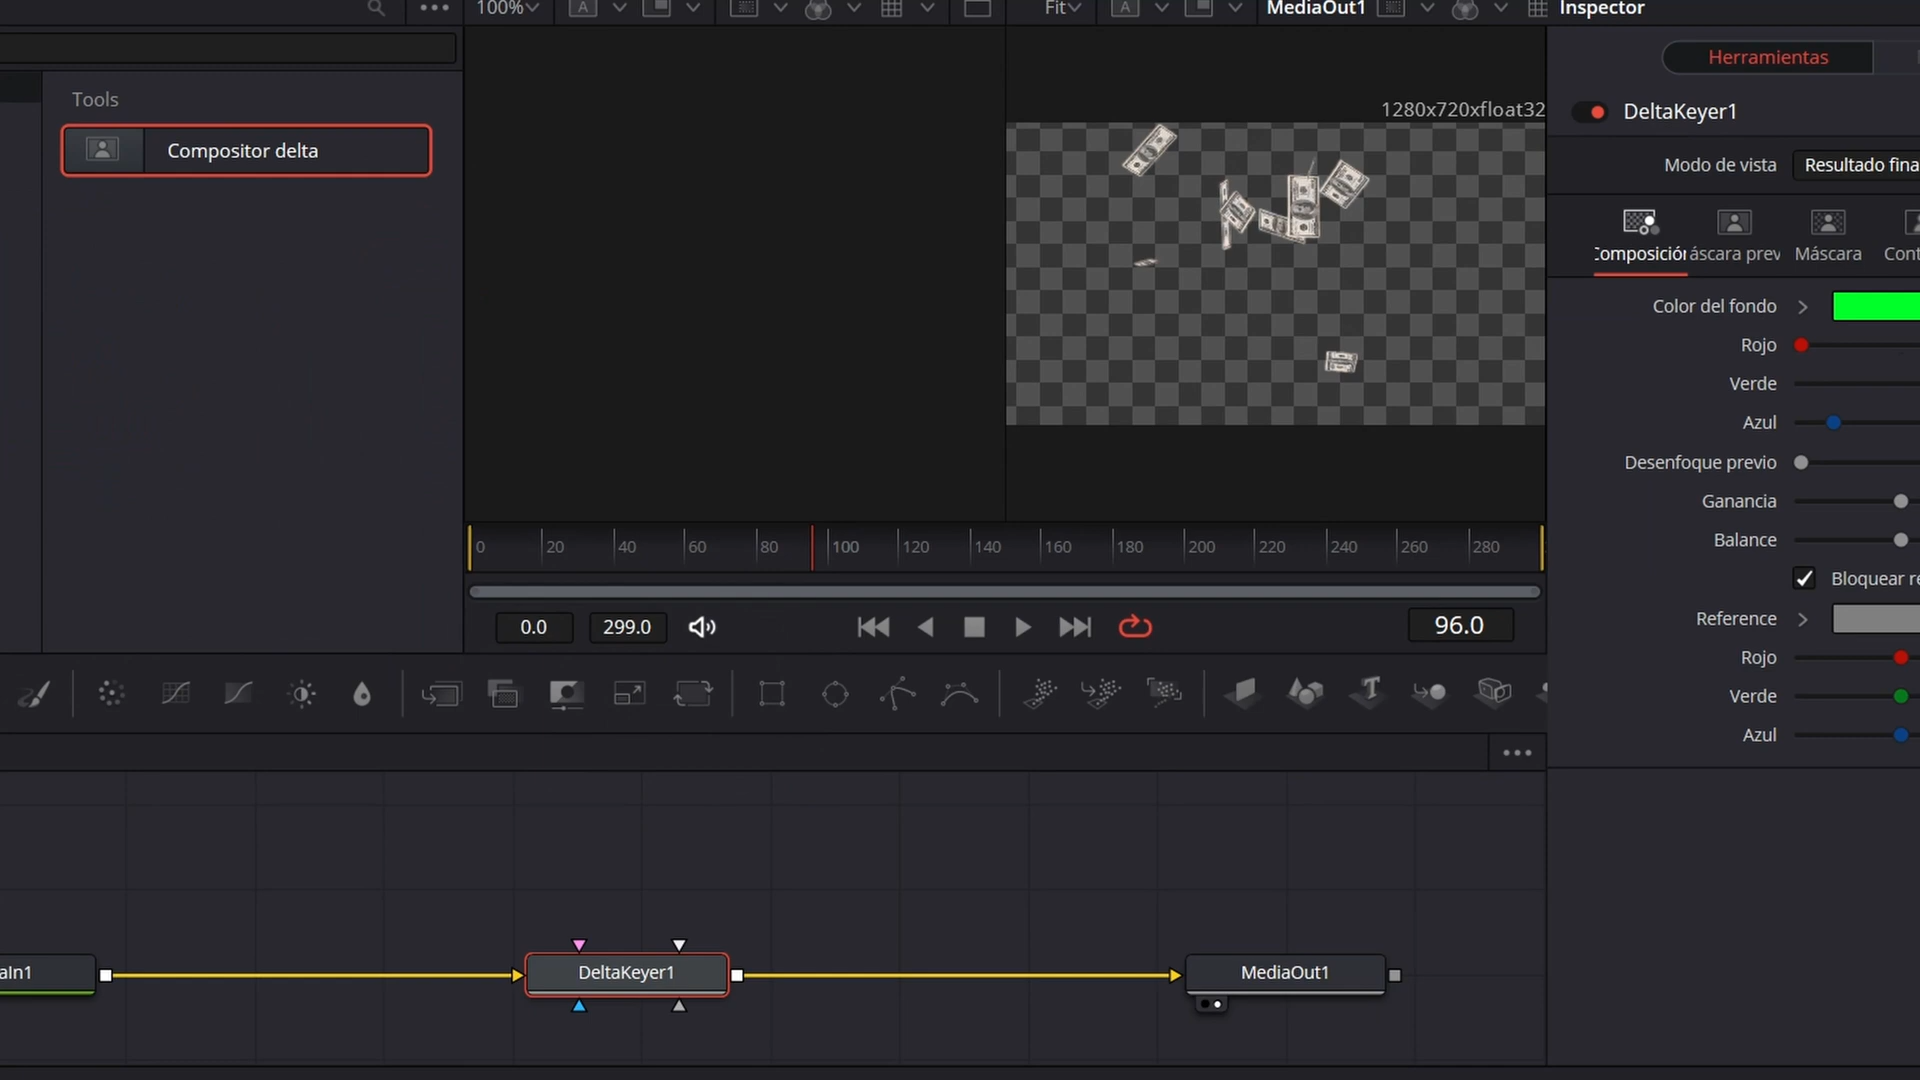 100%
A
Fit
A
MediaOut1
Inspector
Tools
Compositor delta
1280x720xfloat32
Herramientas
DeltaKeyer1
Modo de vista
Resultado fina
Composición
áscara prev
Máscara
Cont
Color del fondo
Rojo
Verde
Azul
Desenfoque previo
Ganancia
Balance
Bloquear re
Reference
Rojo
Verde
Azul
0 20 40 60 80 100 120 140 160 180 200 220 240 260 280
0.0
299.0
96.0
T
aIn1
DeltaKeyer1
MediaOut1